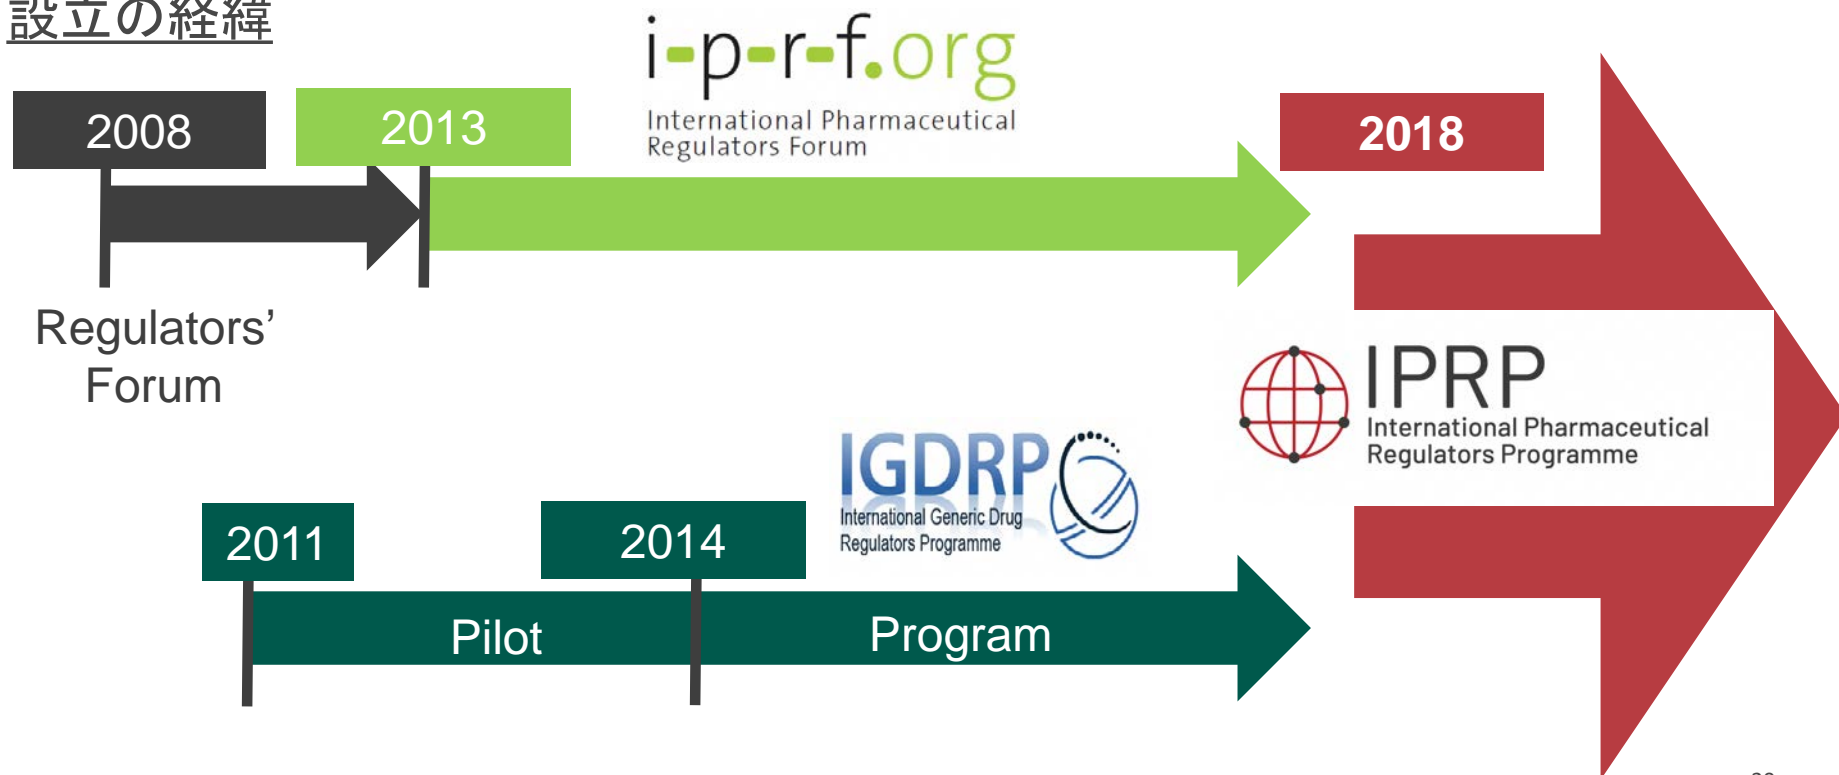 設立の経緯
i-p-r-f.org
International Pharmaceutical
Regulators Forum
2008
2013
2018
Regulators’
Forum
IPRP
International Pharmaceutical
Regulators Programme
IGDRP
International Generic Drug
Regulators Programme
2011
2014
Pilot
Program